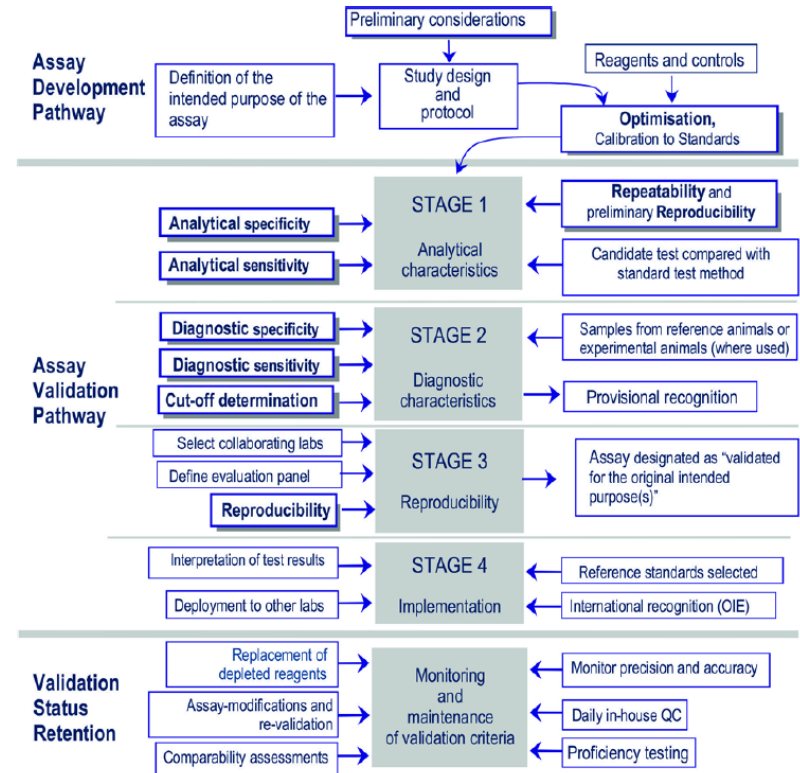 Preliminary considerations
Assay
Development
Pathway
Definition of the
intended purpose of the
assay
Study design
and
protocol
Reagents and controls
Optimisation,
Calibration to Standards
STAGE 1
Analytical
characteristics
Analytical specificity
Analytical sensitivity
Repeatability and
preliminary Reproducibility
Candidate test compared with
standard test method
Assay
Validation
Pathway
Diagnostic specificity
Diagnostic sensitivity
Cut-off determination
STAGE 2
Diagnostic
characteristics
Samples from reference animals or
experimental animals (where used)
Provisional recognition
Select collaborating labs
Define evaluation panel
Reproducibility
STAGE 3
Reproducibility
Assay designated as “validated
for the original intended
purpose(s)”
Interpretation of test results
Deployment to other labs
STAGE 4
Implementation
Reference standards selected
International recognition (OIE)
Validation
Status
Retention
Replacement of
depleted reagents
Assay-modifications and
re-validation
Comparability assessments
Monitoring
and
maintenance
of validation criteria
Monitor precision and accuracy
Daily in-house QC
Proficiency testing